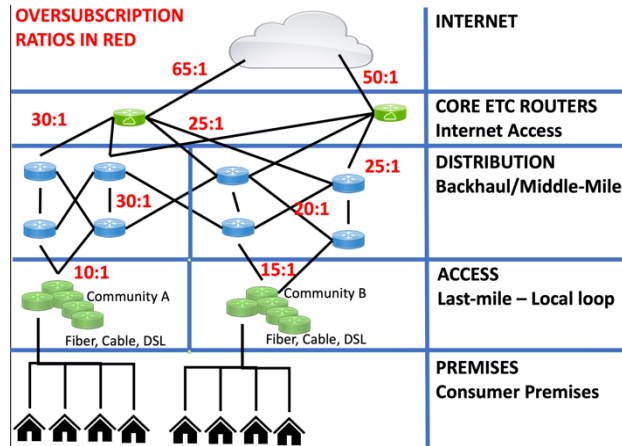 OVERSUBSCRIPTION
RATIOS IN RED
INTERNET
65:1
50:1
30:1
25:1
CORE ETC ROUTERS
Internet Access
25:1
DISTRIBUTION
Backhaul/Middle-Mile
30:1
20:1
10:1
15:1
ACCESS
Last-mile – Local loop
Community A
Community B
Fiber, Cable, DSL
Fiber, Cable, DSL
PREMISES
Consumer Premises